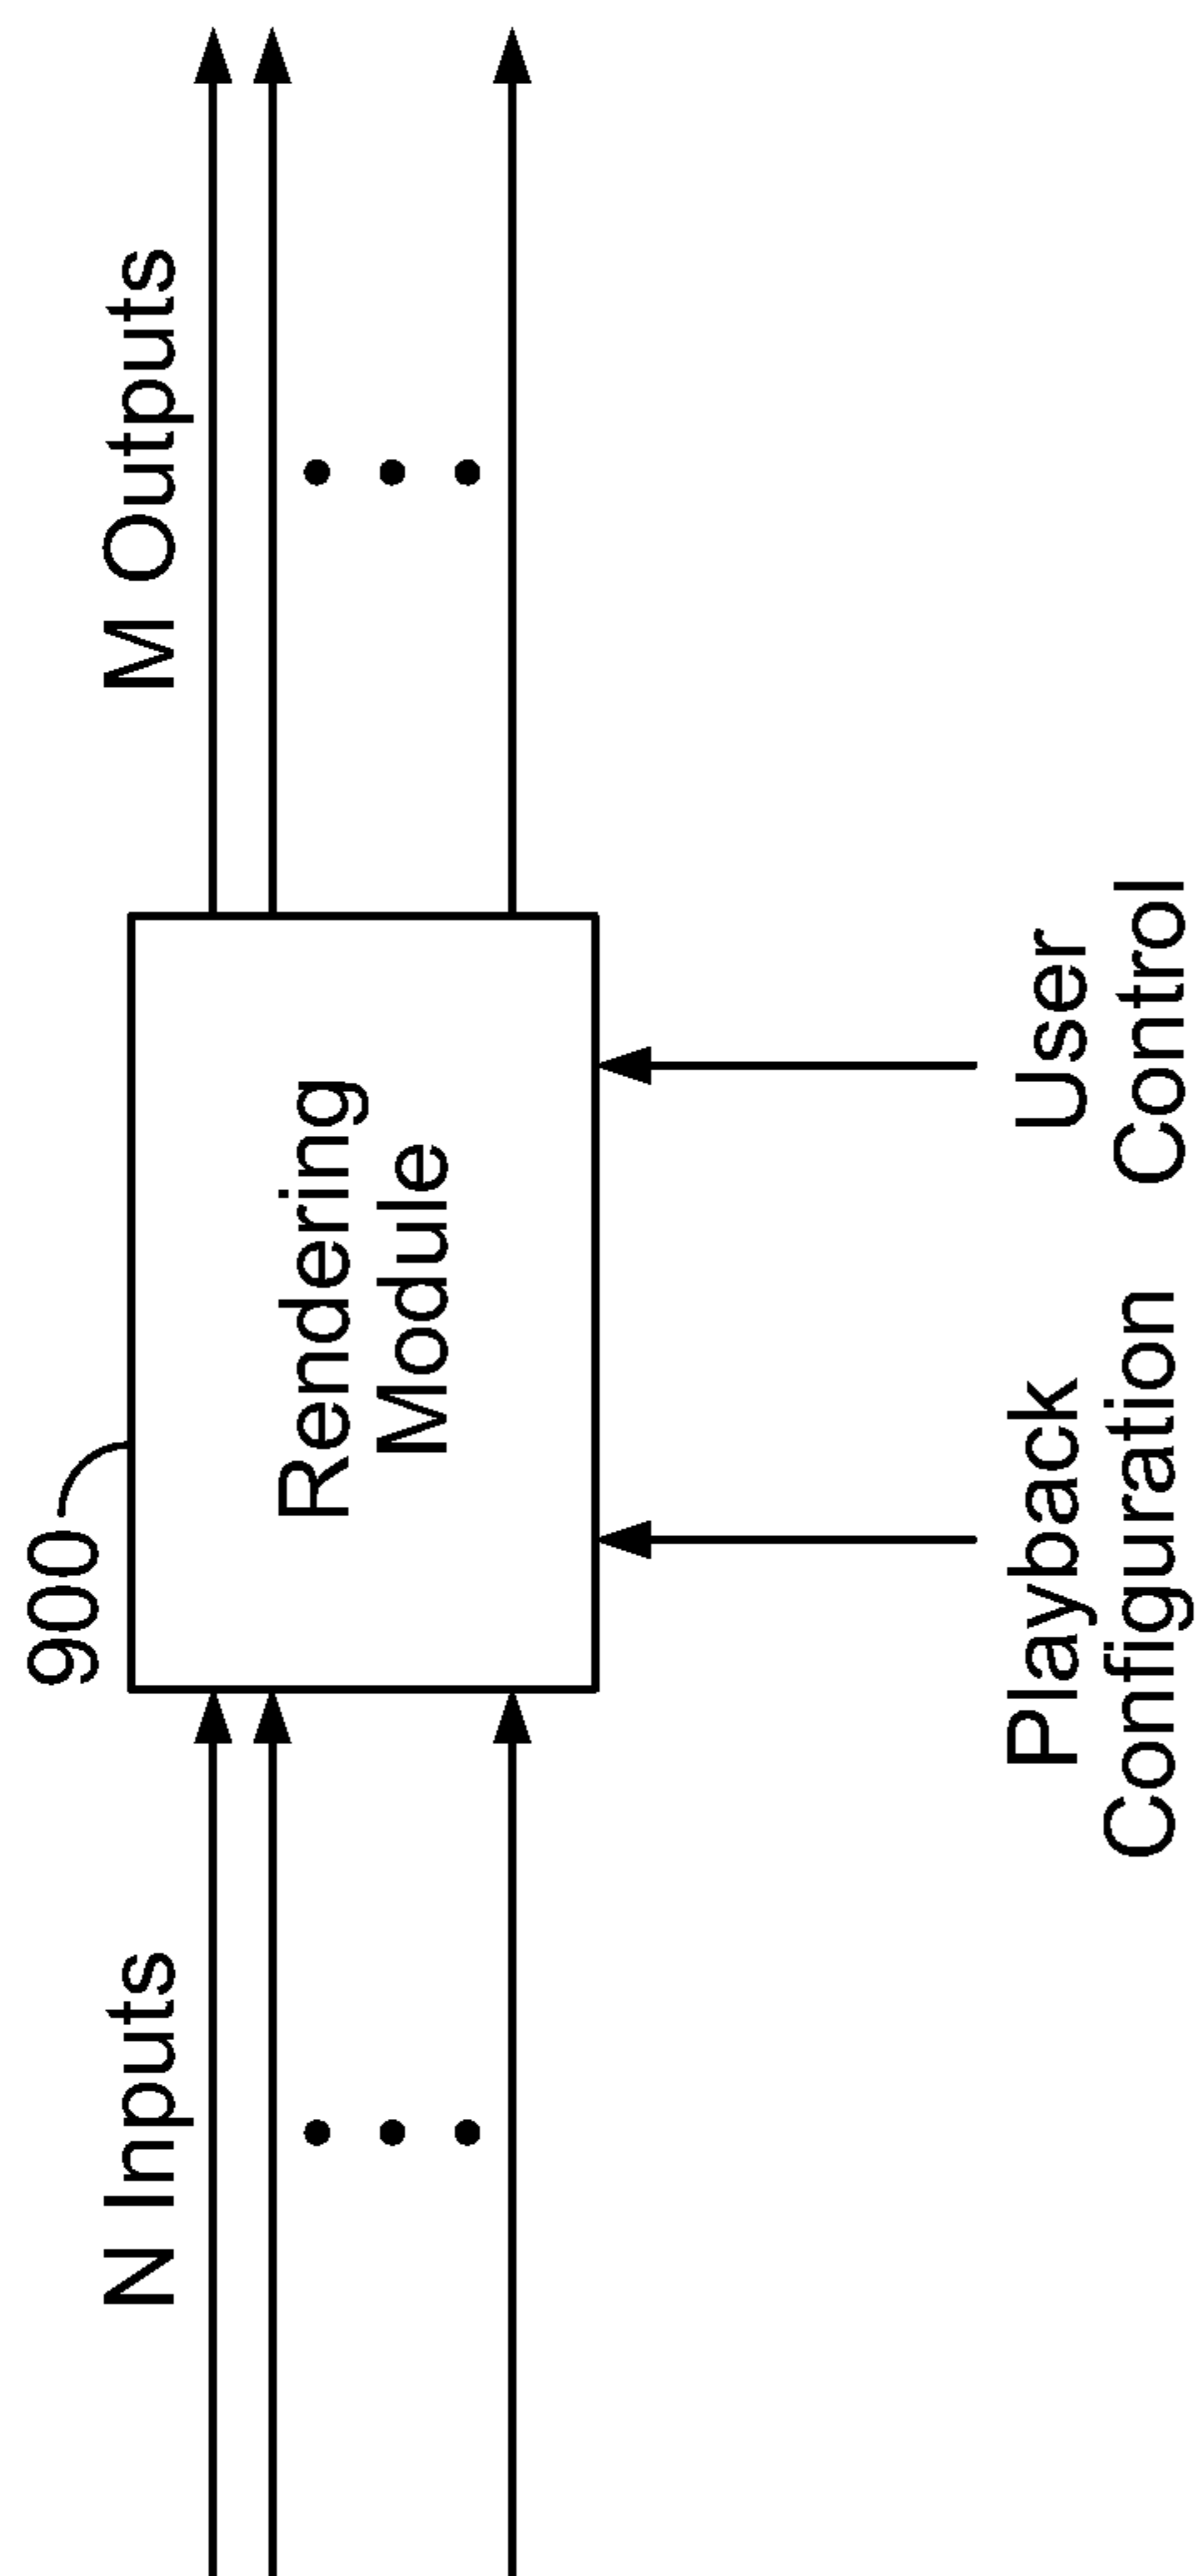 900
N Inputs
Rendering
Module
M Outputs
Playback
Configuration
User
Control